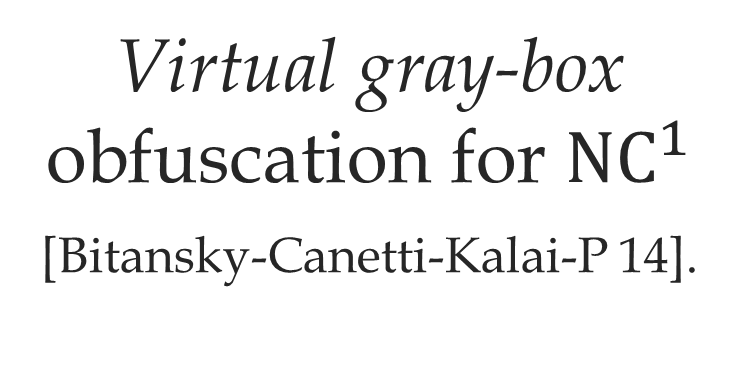 Virtual gray-box
obfuscation for NC¹
[Bitansky-Canetti-Kalai-P 14].